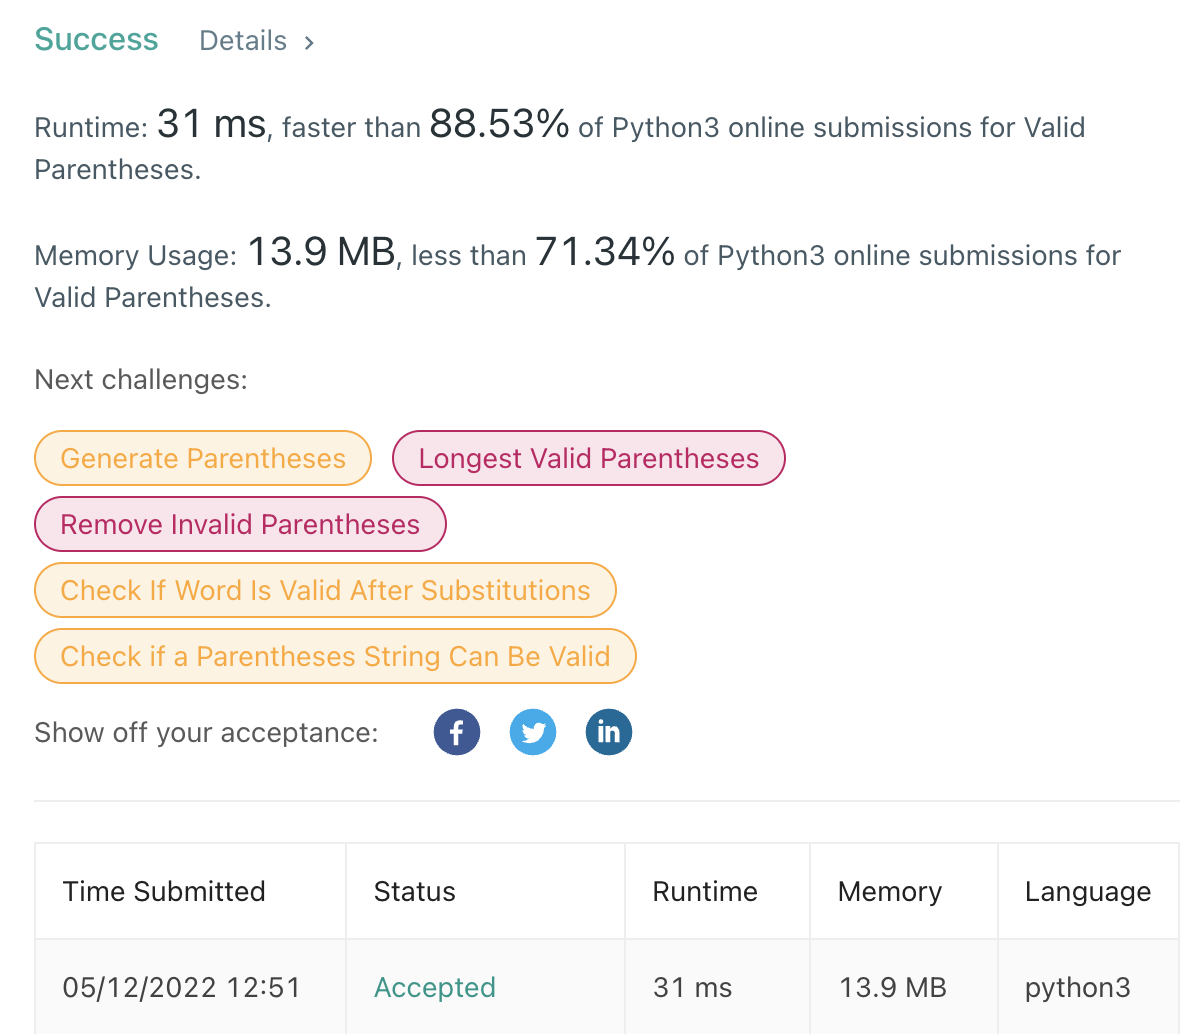 Success Details >
Runtime: 31 ms, faster than 88.53% of Python3 online submissions for Valid
Parentheses.
Memory Usage: 13.9 MB, less than 71.34% of Python3 online submissions for
Valid Parentheses.
Next challenges:
Generate Parentheses Longest Valid Parentheses
Remove Invalid Parentheses
Check If Word Is Valid After Substitutions
Check if a Parentheses String Can Be Valid
Show off your acceptance: f in
Time Submitted Status Runtime Memory Language
05/12/2022 12:51 Accepted 31 ms 13.9 MB python3